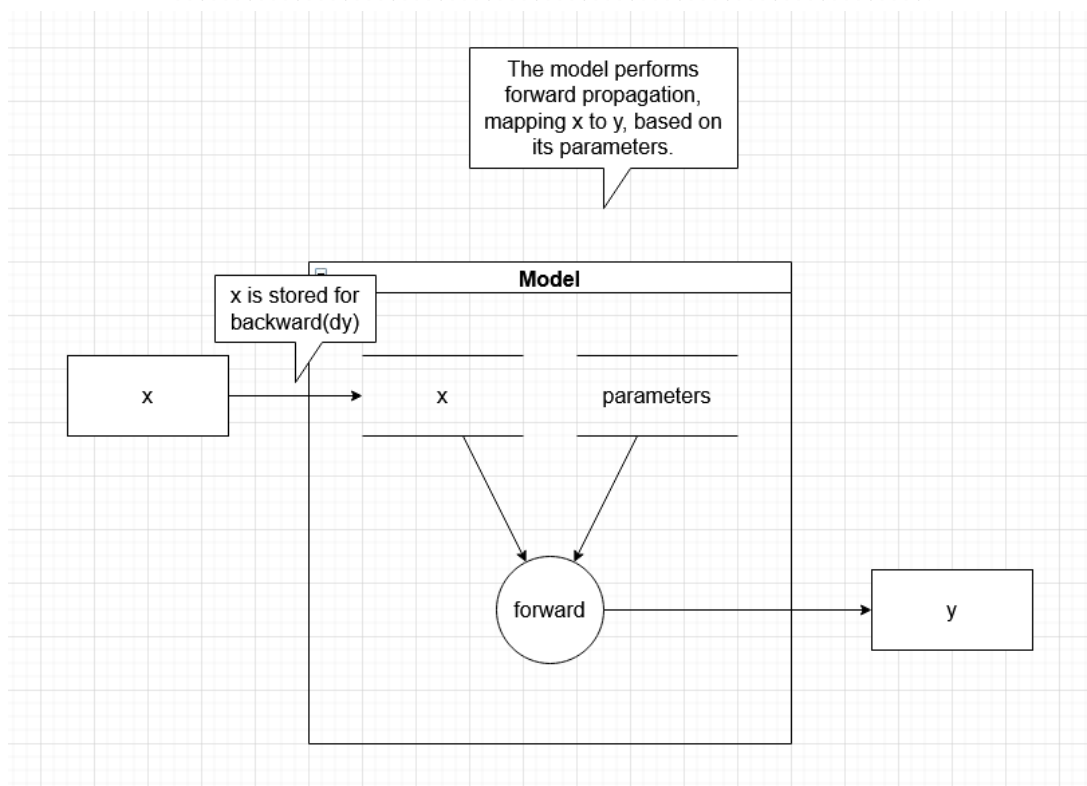 The model performs
forward propagation,
mapping x to y, based on
its parameters.
Model
x is stored for
backward(dy)
x
x
parameters
forward
y